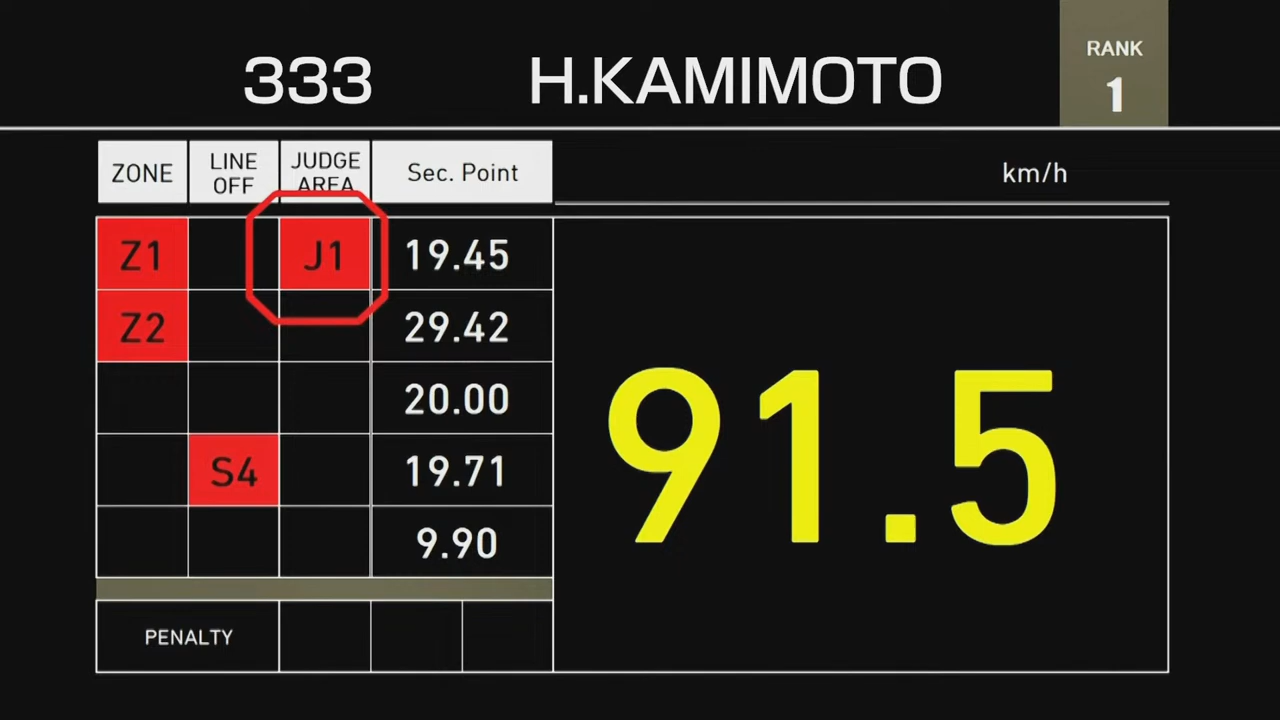 333 H.KAMIMOTO
RANK
1
ZONE
LINE
OFF
JUDGE
AREA
Sec. Point
km/h
Z1 J1 19.45
Z2 29.42
20.00
S4 19.71
9.90
91.5
PENALTY